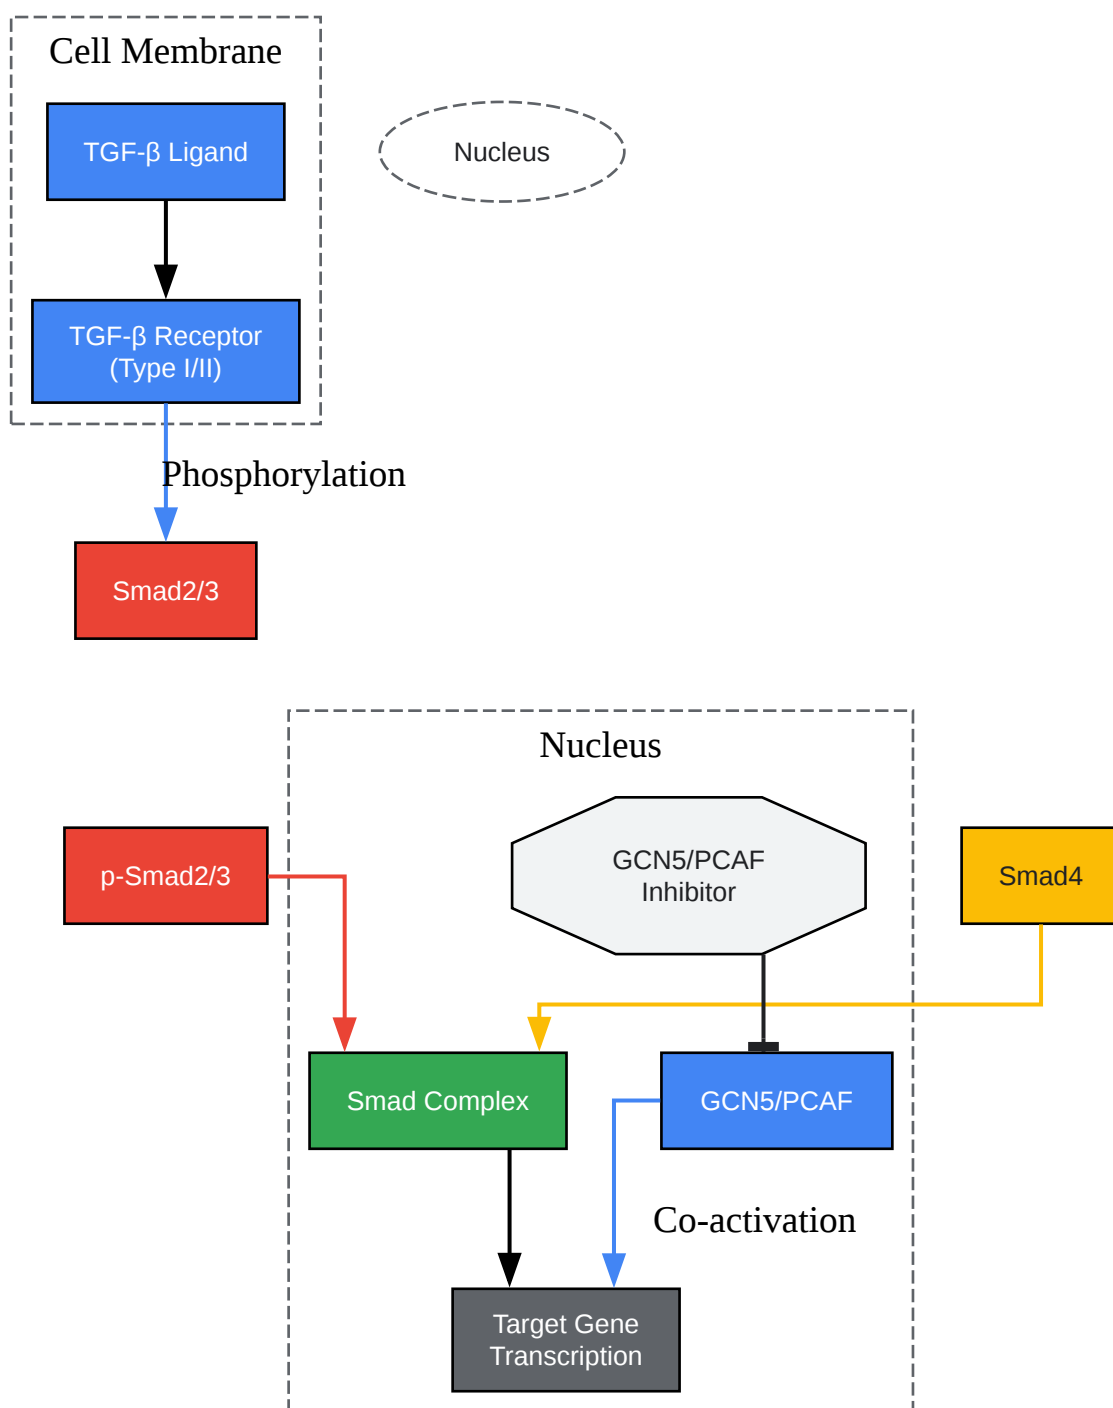 Cell Membrane
TGF-β Ligand
Nucleus
TGF-β Receptor
(Type I/II)
Phosphorylation
Smad2/3
Nucleus
GCN5/PCAF
Inhibitor
p-Smad2/3
Smad4
Smad Complex
GCN5/PCAF
Co-activation
Target Gene
Transcription